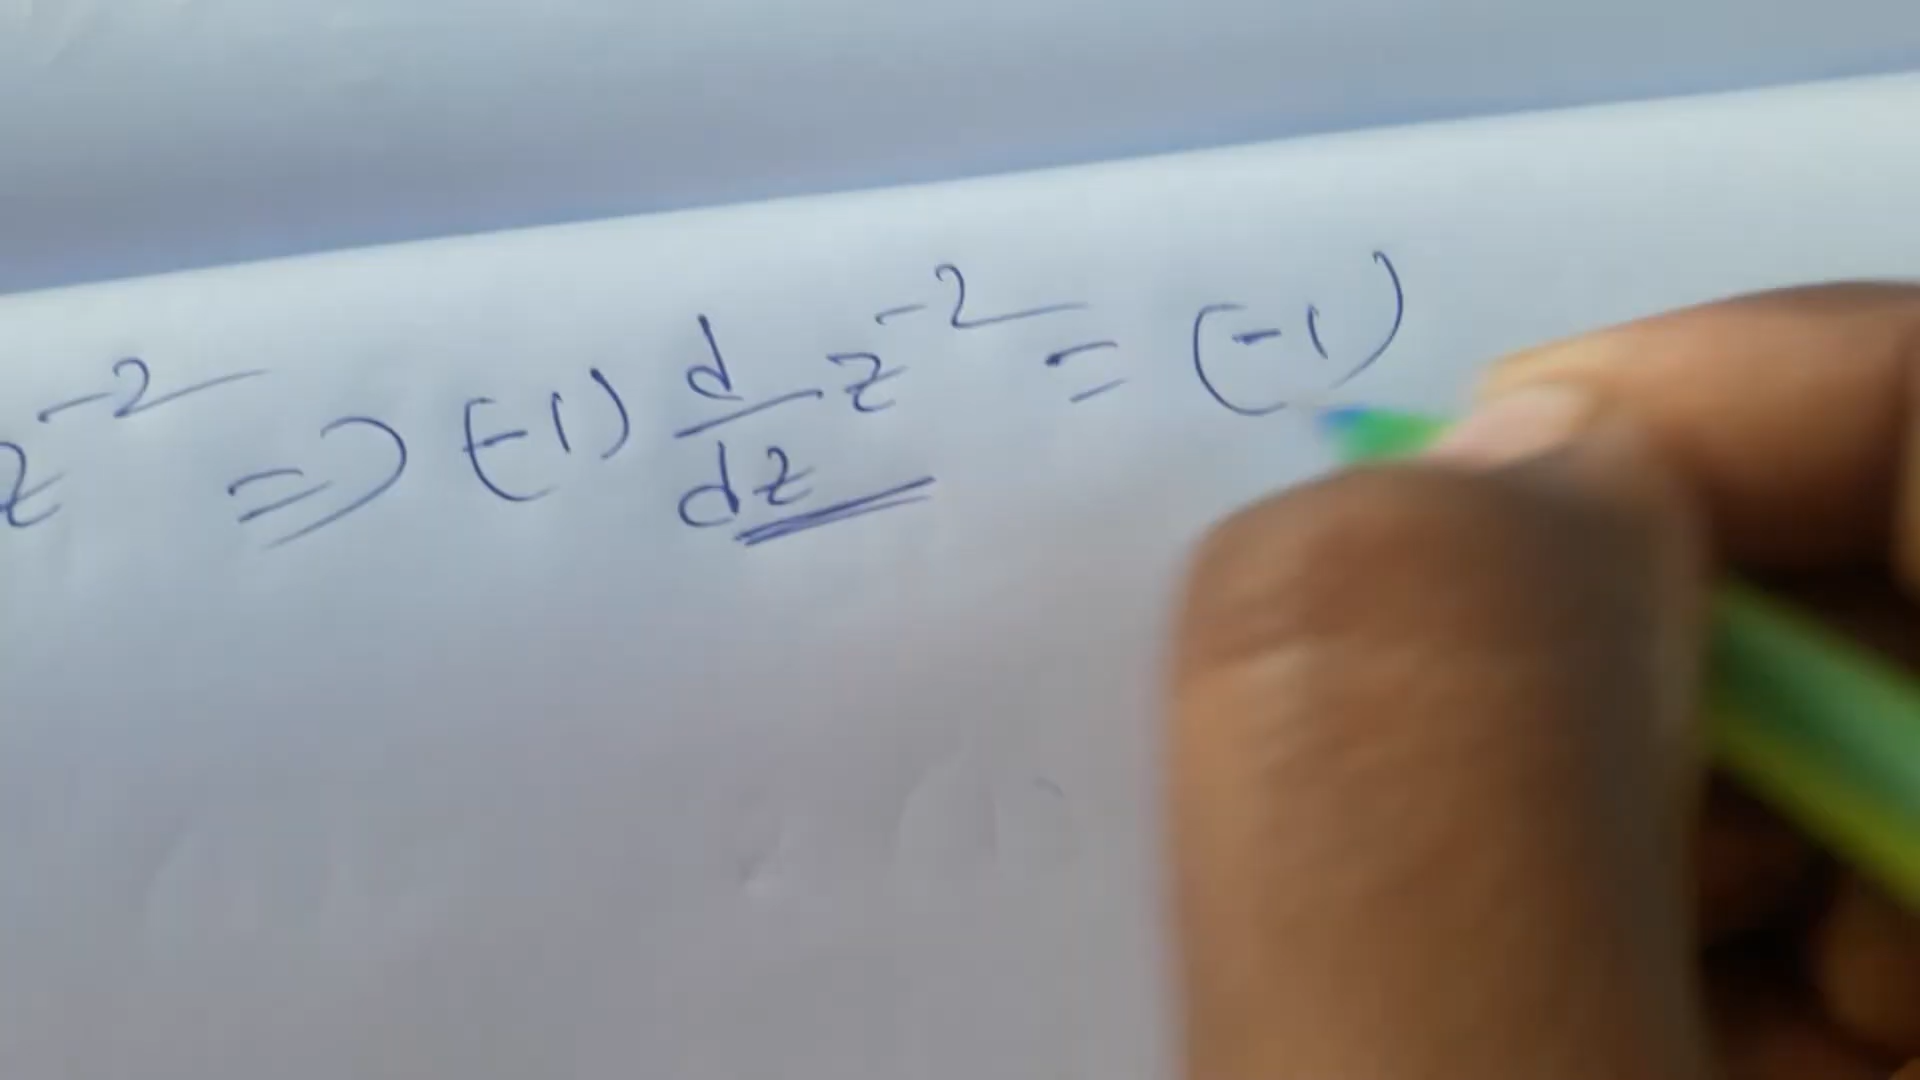 z^-2 ⇒ (-1) d/dz z^-2 = (-1)